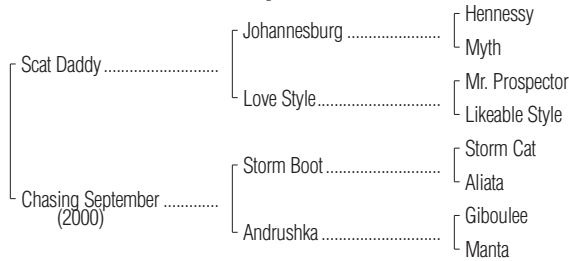 Hennessy
Johannesburg ....................
Myth
Scat Daddy .........................
Mr. Prospector
Love Style ...........................
Likeable Style
Storm Cat
Storm Boot .........................
Aliata
Chasing September ............
(2000)
Giboulee
Andrushka ..........................
Manta